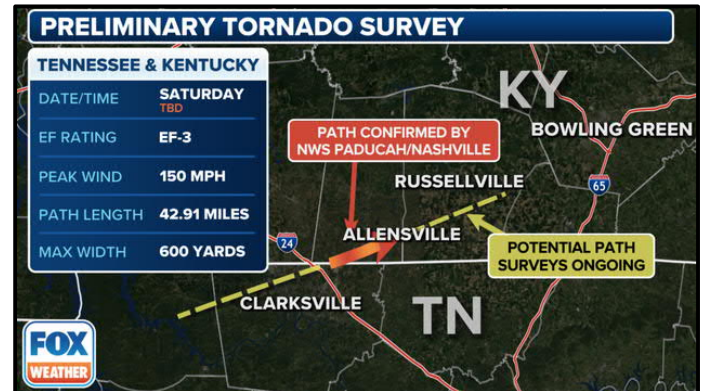 PRELIMINARY TORNADO SURVEY
TENNESSEE & KENTUCKY
DATE/TIME SATURDAY
TBD
EF RATING EF-3
PEAK WIND 150 MPH
PATH LENGTH 42.91 MILES
MAX WIDTH 600 YARDS
KY
PATH CONFIRMED BY
NWS PADUCAH/NASHVILLE
BOWLING GREEN
RUSSELLVILLE
65
24
ALLENSVILLE
POTENTIAL PATH
SURVEYS ONGOING
CLARKSVILLE
TN
FOX
WEATHER